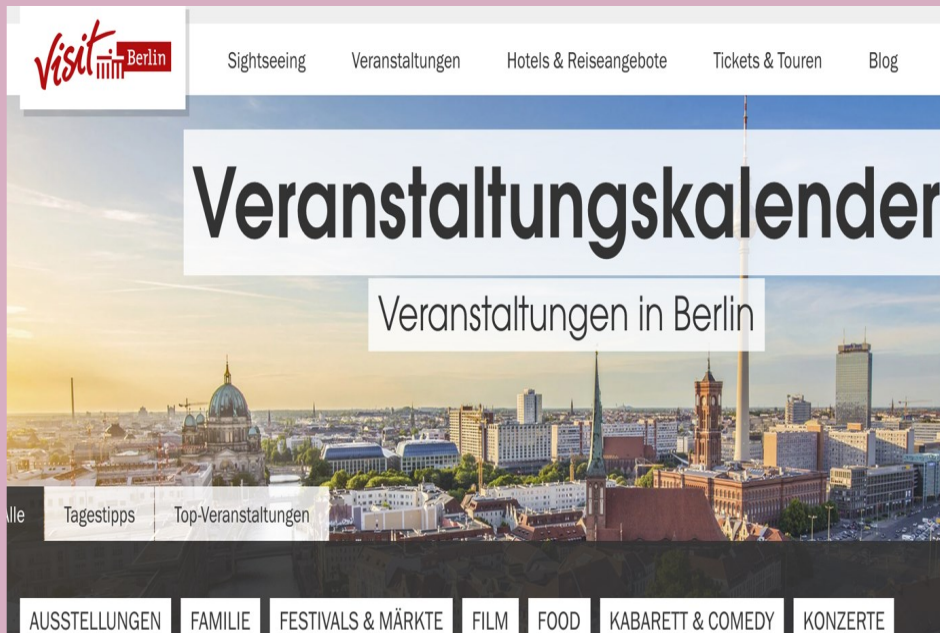 Visit Berlin
Sightseeing Veranstaltungen Hotels & Reiseangebote Tickets & Touren Blog
Veranstaltungskalender
Veranstaltungen in Berlin
Alle Tagestipps Top-Veranstaltungen
AUSSTELLUNGEN FAMILIE FESTIVALS & MÄRKTE FILM FOOD KABARETT & COMEDY KONZERTE